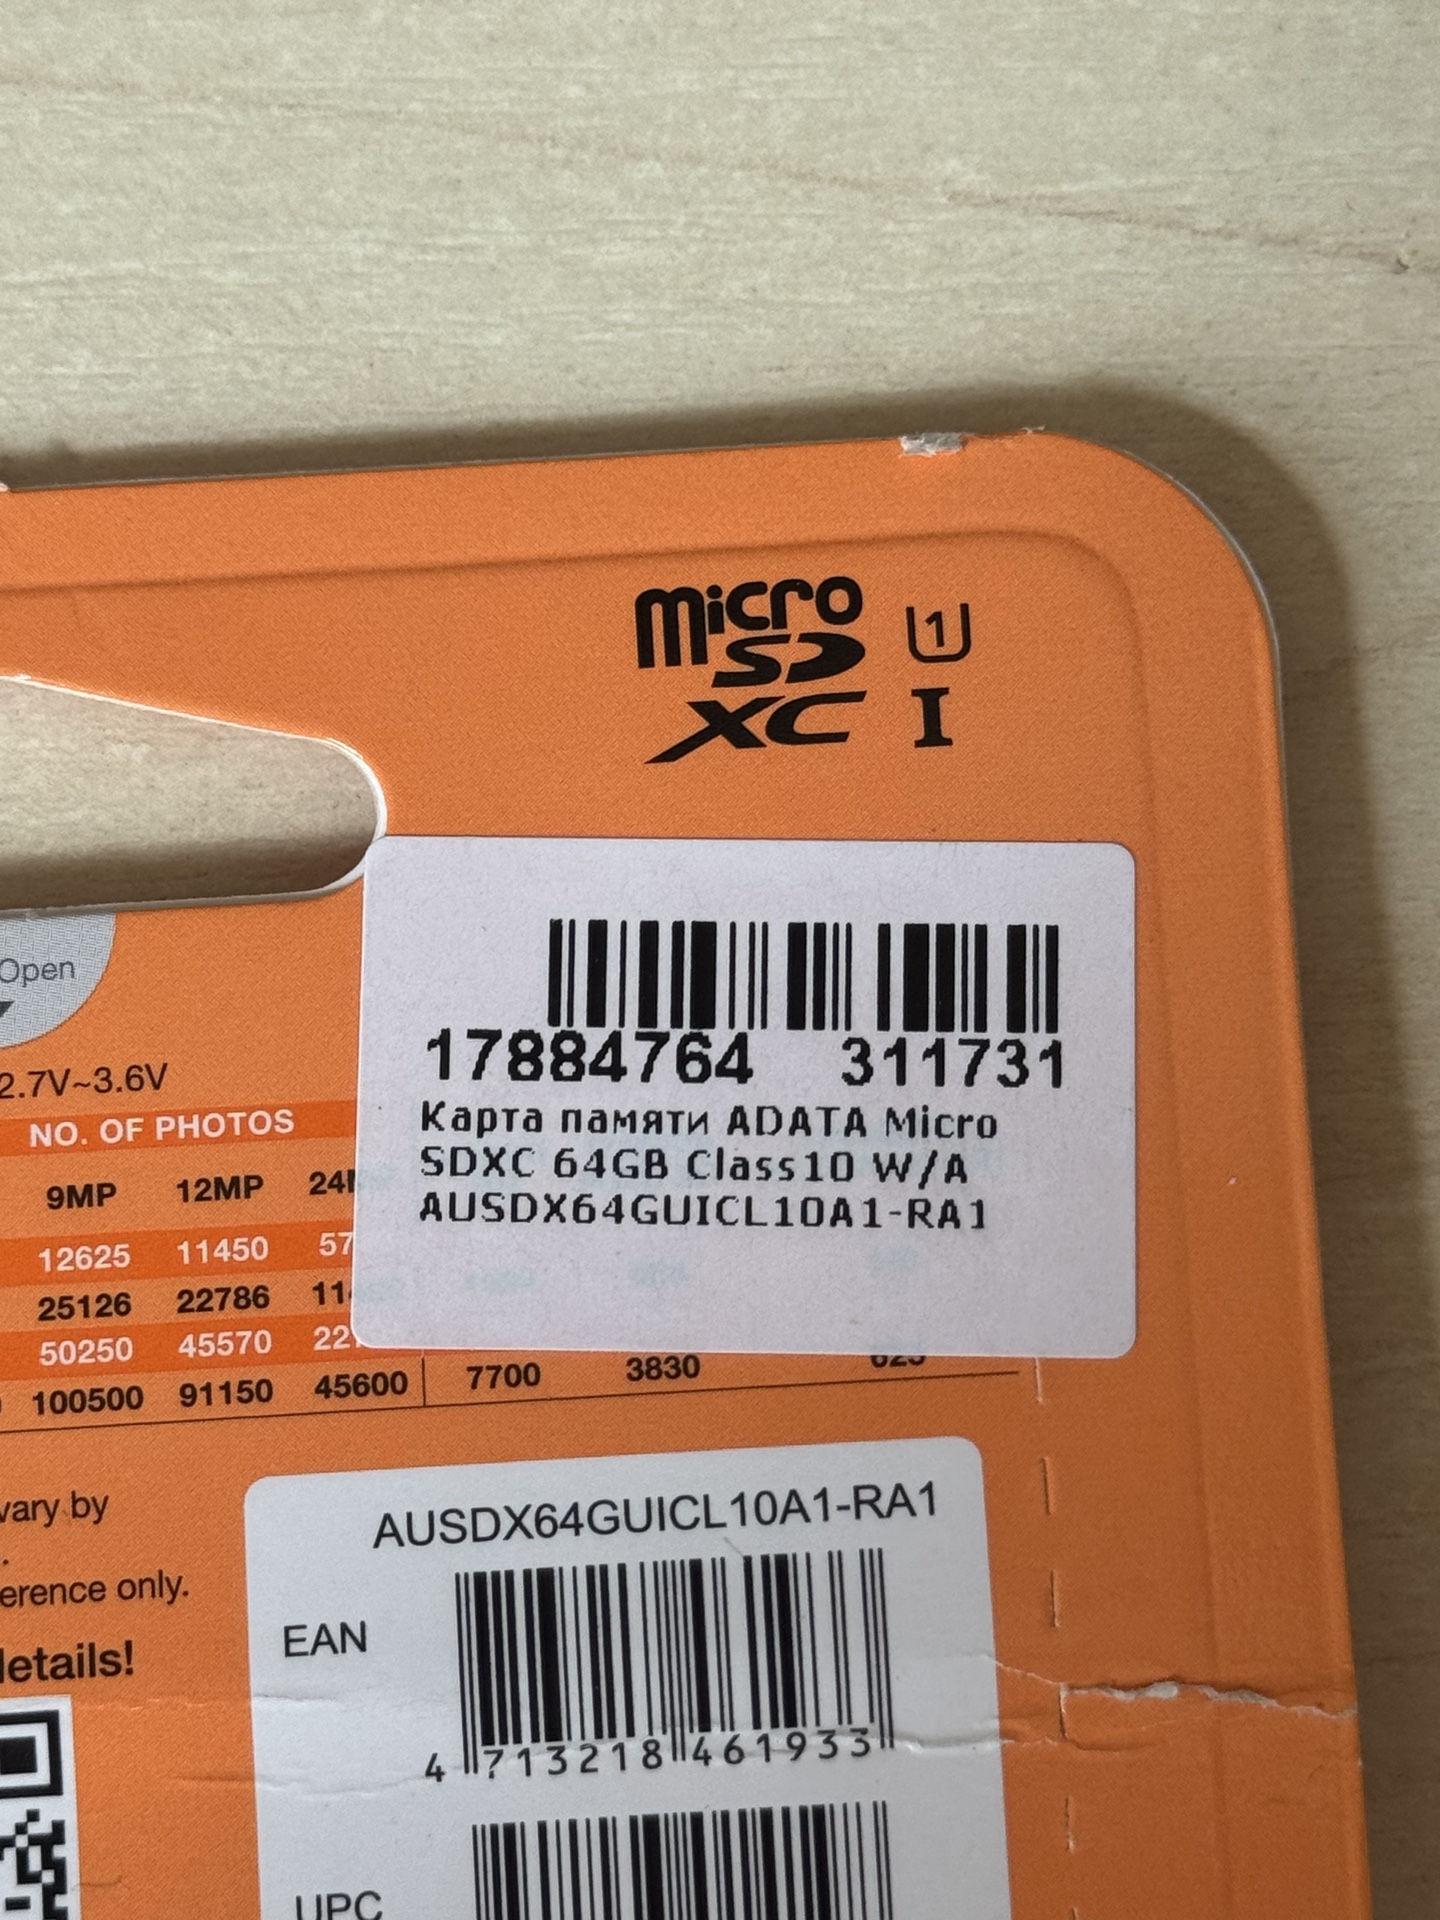 micro
SD
XC
1
I
17884764 311731
Карта памяти ADATA Micro
SDXC 64GB Class10 W/A
AUSDX64GUICL10A1-RA1
Open
2.7V~3.6V
NO. OF PHOTOS
9MP 12MP
12625 11450
25126 22786
50250 45570
100500 91150 45600 7700 3830
vary by
only.
AUSDX64GUICL10A1-RA1
EAN
4 713218 461933
UPC